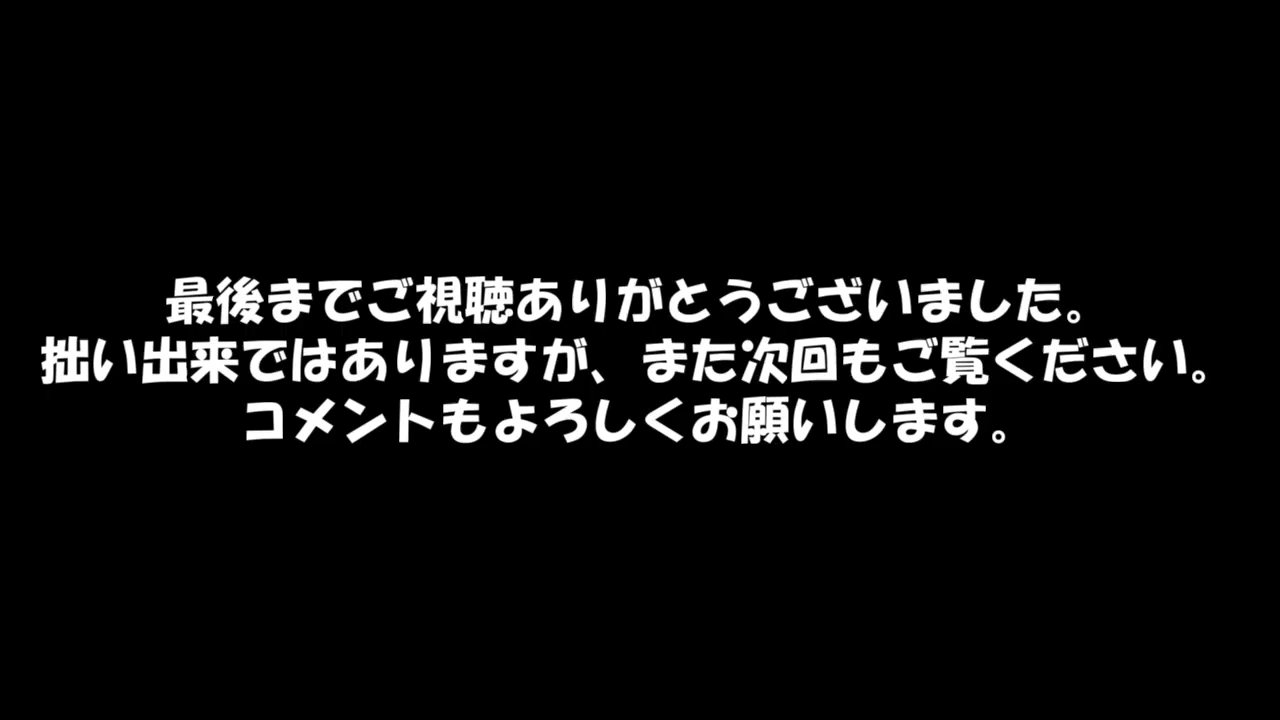 最後までご視聴ありがとうございました。
拙い出来ではありますが、また次回もご覧ください。
コメントもよろしくお願いします。